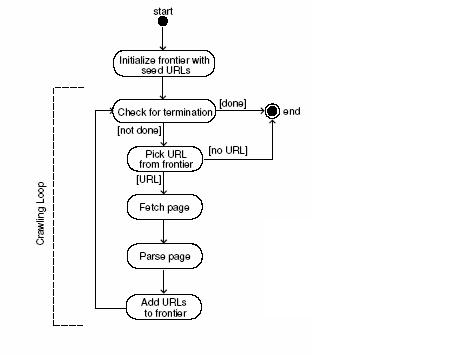 start
Initialize frontier with
seed URLs
[done]
Check for termination
end
[not done]
Pick URL
from frontier
[no URL]
[URL]
Fetch page
Parse page
Add URLs
to frontier
Crawling Loop